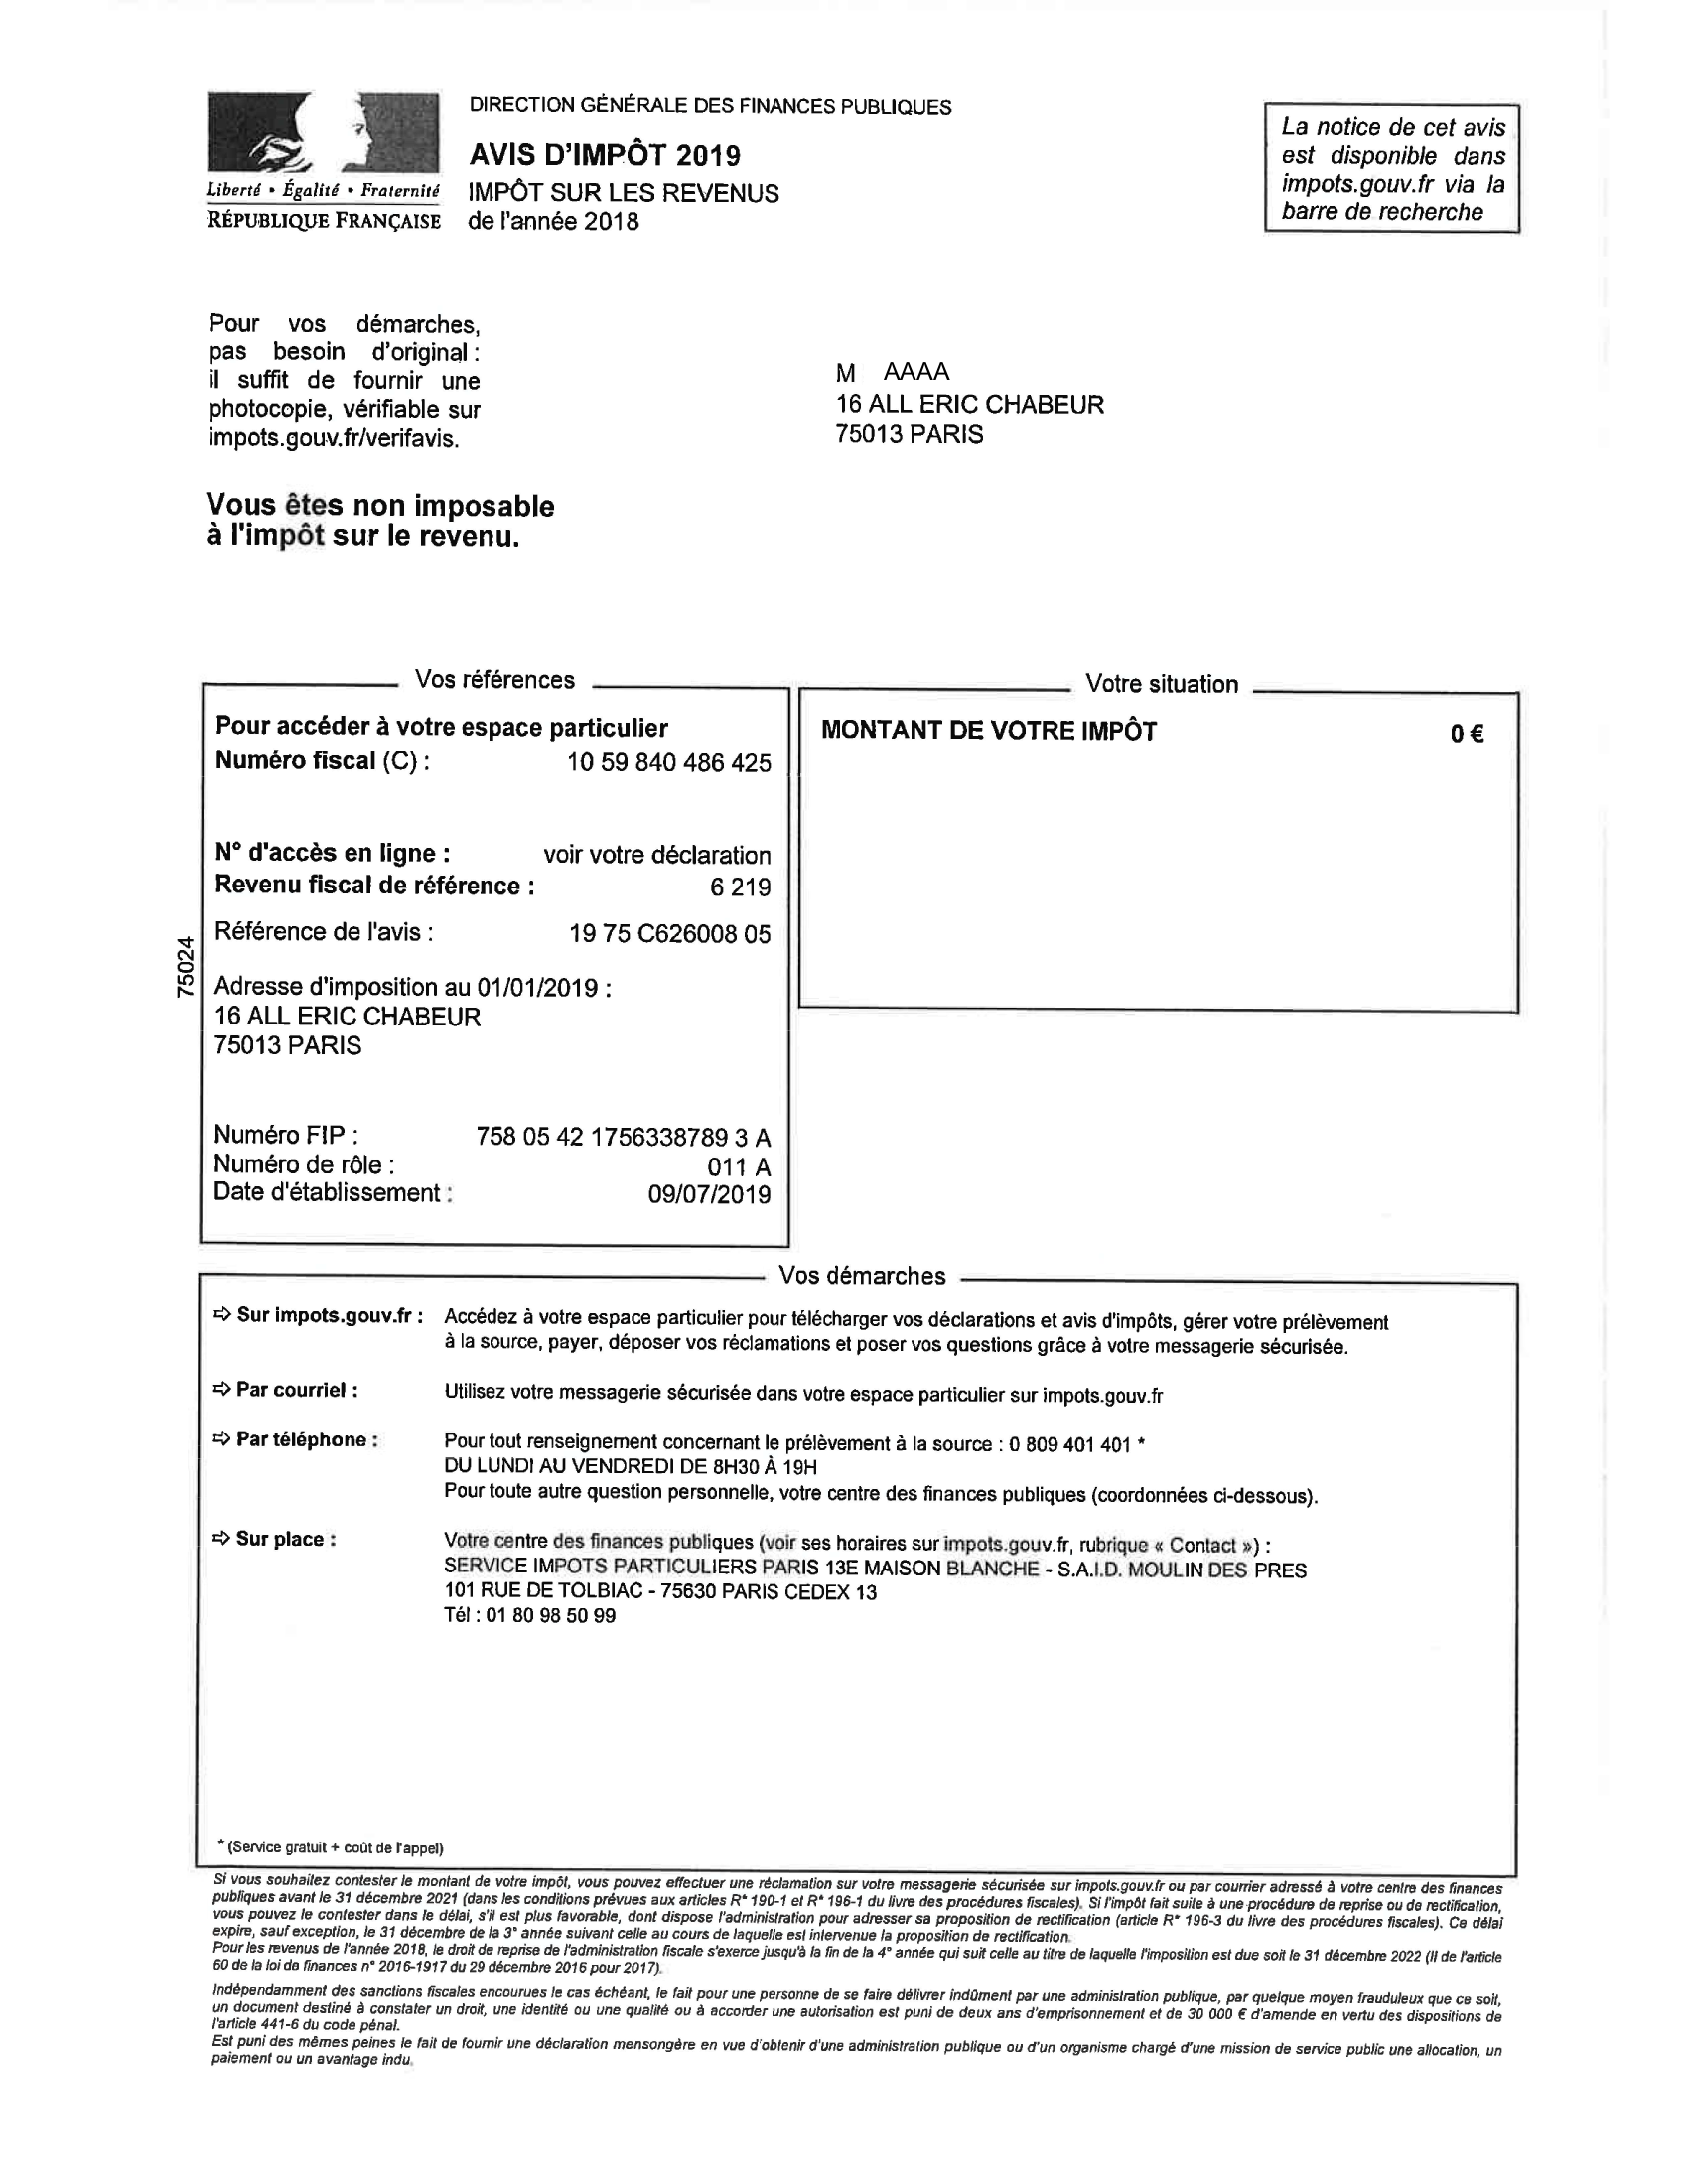 DIRECTION GÉNÉRALE DES FINANCES PUBLIQUES
AVIS D'IMPÔT 2019
IMPÔT SUR LES REVENUS
de l'année 2018
Liberté • Égalité • Fraternité
RÉPUBLIQUE FRANÇAISE
La notice de cet avis
est disponible dans
impots.gouv.fr via la
barre de recherche
Pour vos démarches,
pas besoin d'original :
il suffit de fournir une
photocopie, vérifiable sur
impots.gouv.fr/verifavis.
M AAAA
16 ALL ERIC CHABEUR
75013 PARIS
Vous êtes non imposable
à l'impôt sur le revenu.
Vos références
Pour accéder à votre espace particulier
Numéro fiscal (C) : 10 59 840 486 425
N° d'accès en ligne : voir votre déclaration
Revenu fiscal de référence : 6 219
Référence de l'avis : 19 75 C626008 05
75024
Adresse d'imposition au 01/01/2019 :
16 ALL ERIC CHABEUR
75013 PARIS
Numéro FIP : 758 05 42 1756338789 3 A
Numéro de rôle : 011 A
Date d'établissement : 09/07/2019
Votre situation
MONTANT DE VOTRE IMPÔT 0 €
Vos démarches
⇨ Sur impots.gouv.fr : Accédez à votre espace particulier pour télécharger vos déclarations et avis d'impôts, gérer votre prélèvement
à la source, payer, déposer vos réclamations et poser vos questions grâce à votre messagerie sécurisée.
⇨ Par courriel : Utilisez votre messagerie sécurisée dans votre espace particulier sur impots.gouv.fr
⇨ Par téléphone : Pour tout renseignement concernant le prélèvement à la source : 0 809 401 401 *
DU LUNDI AU VENDREDI DE 8H30 À 19H
Pour toute autre question personnelle, votre centre des finances publiques (coordonnées ci-dessous).
⇨ Sur place : Votre centre des finances publiques (voir ses horaires sur impots.gouv.fr, rubrique « Contact ») :
SERVICE IMPOTS PARTICULIERS PARIS 13E MAISON BLANCHE - S.A.I.D. MOULIN DES PRES
101 RUE DE TOLBIAC - 75630 PARIS CEDEX 13
Tél : 01 80 98 50 99
* (Service gratuit + coût de l'appel)
Si vous souhaitez contester le montant de votre impôt, vous pouvez effectuer une réclamation sur votre messagerie sécurisée sur impots.gouv.fr ou par courrier adressé à votre centre des finances
publiques avant le 31 décembre 2021 (dans les conditions prévues aux articles R* 190-1 et R* 196-1 du livre des procédures fiscales). Si l'impôt fait suite à une procédure de reprise ou de rectification,
vous pouvez le contester dans le délai, s'il est plus favorable, dont dispose l'administration pour adresser sa proposition de rectification (article R* 196-3 du livre des procédures fiscales). Ce délai
expire, sauf exception, le 31 décembre de la 3° année suivant celle au cours de laquelle est intervenue la proposition de rectification.
Pour les revenus de l'année 2018, le droit de reprise de l'administration fiscale s'exerce jusqu'à la fin de la 4° année qui suit celle au titre de laquelle l'imposition est due soit le 31 décembre 2022 (II de l'article
60 de la loi de finances n° 2016-1917 du 29 décembre 2016 pour 2017).
Indépendamment des sanctions fiscales encourues le cas échéant, le fait pour une personne de se faire délivrer indûment par une administration publique, par quelque moyen frauduleux que ce soit,
un document destiné à constater un droit, une identité ou une qualité ou à accorder une autorisation est puni de deux ans d'emprisonnement et de 30 000 € d'amende en vertu des dispositions de
l'article 441-6 du code pénal.
Est puni des mêmes peines le fait de fournir une déclaration mensongère en vue d'obtenir d'une administration publique ou d'un organisme chargé d'une mission de service public une allocation, un
paiement ou un avantage indu.